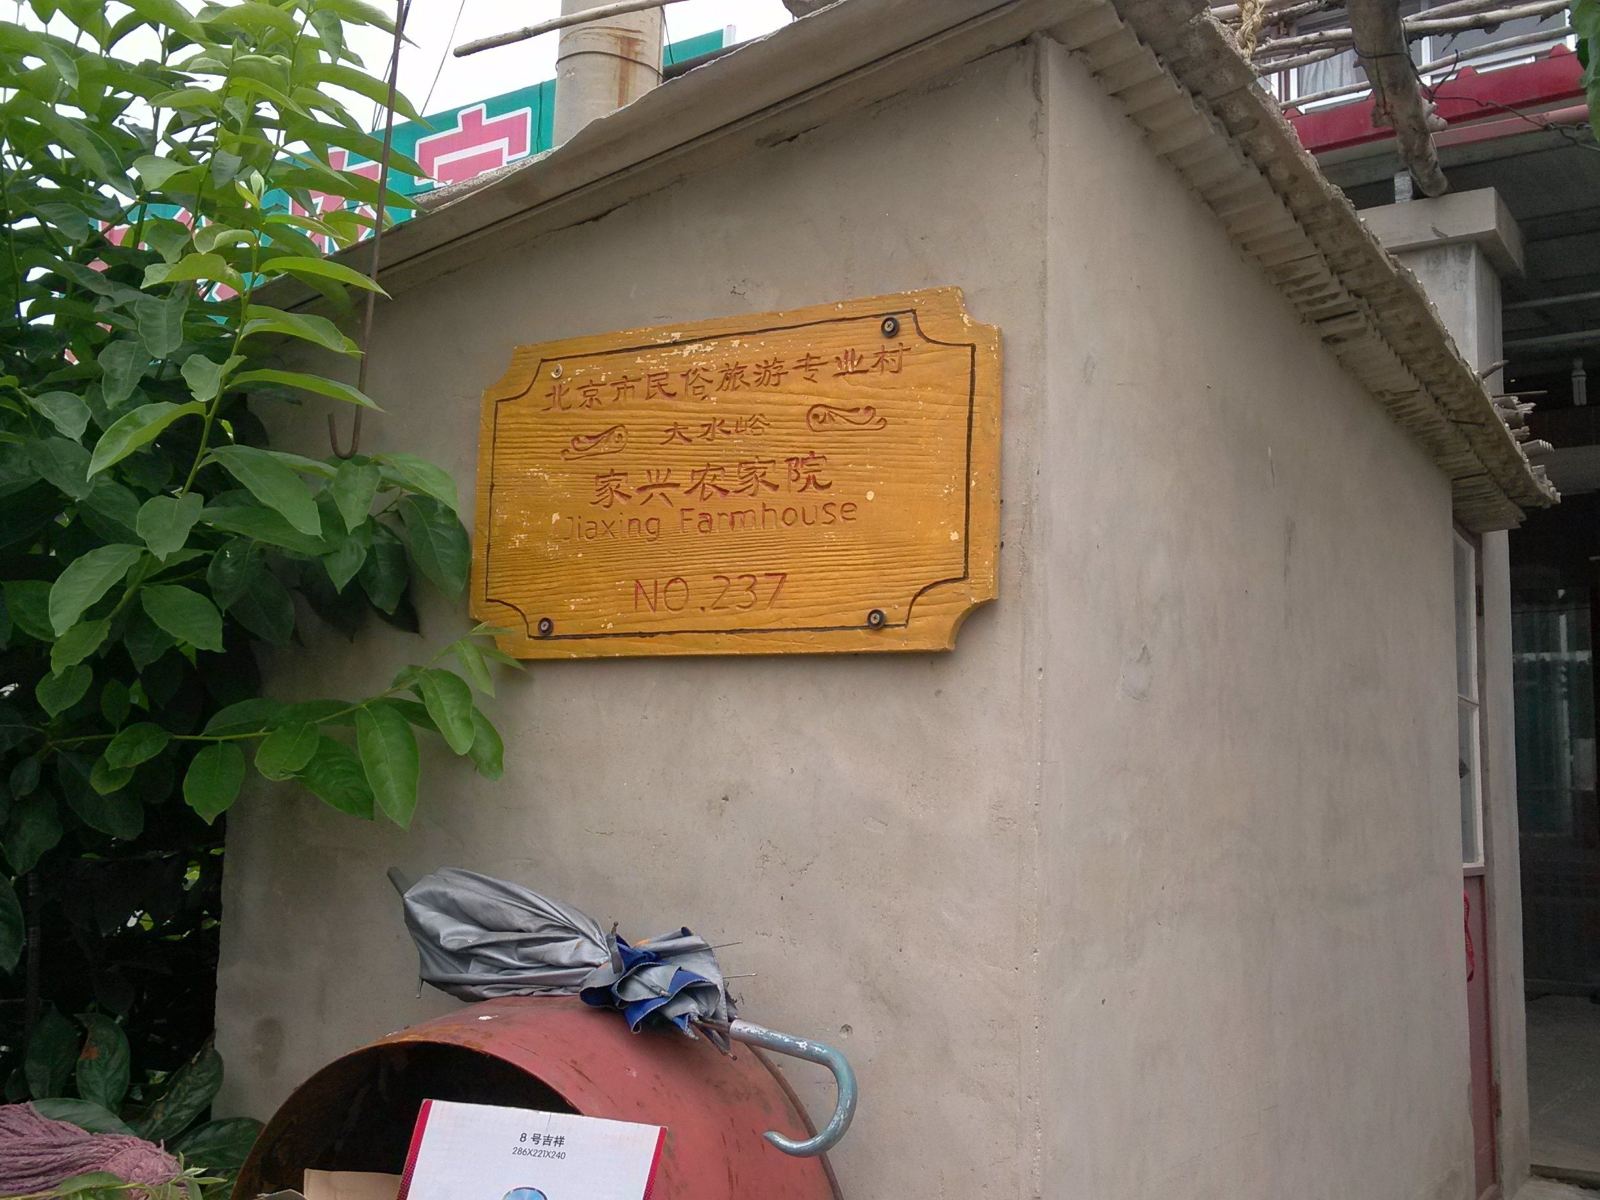 北京市民俗旅游专业村
大水峪
家兴农家院
Jiaxing Farmhouse
NO.237
8 号吉祥
286X221X240